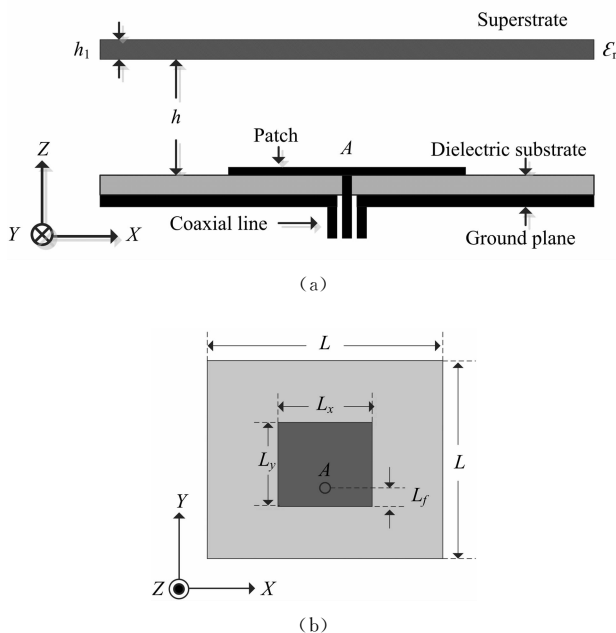 Superstrate
h₁
εr
h
Patch
A
Dielectric substrate
Z
Y
X
Coaxial line
Ground plane
(a)
L
Lx
Ly
A
L
Lf
Y
Z
X
(b)